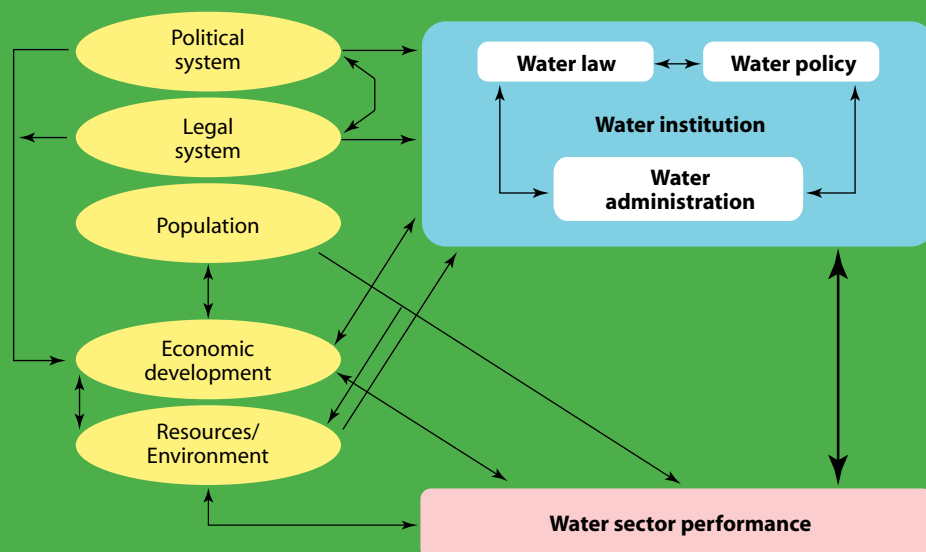 Political
system
Legal
system
Population
Economic
development
Resources/
Environment
Water law
Water policy
Water institution
Water
administration
Water sector performance